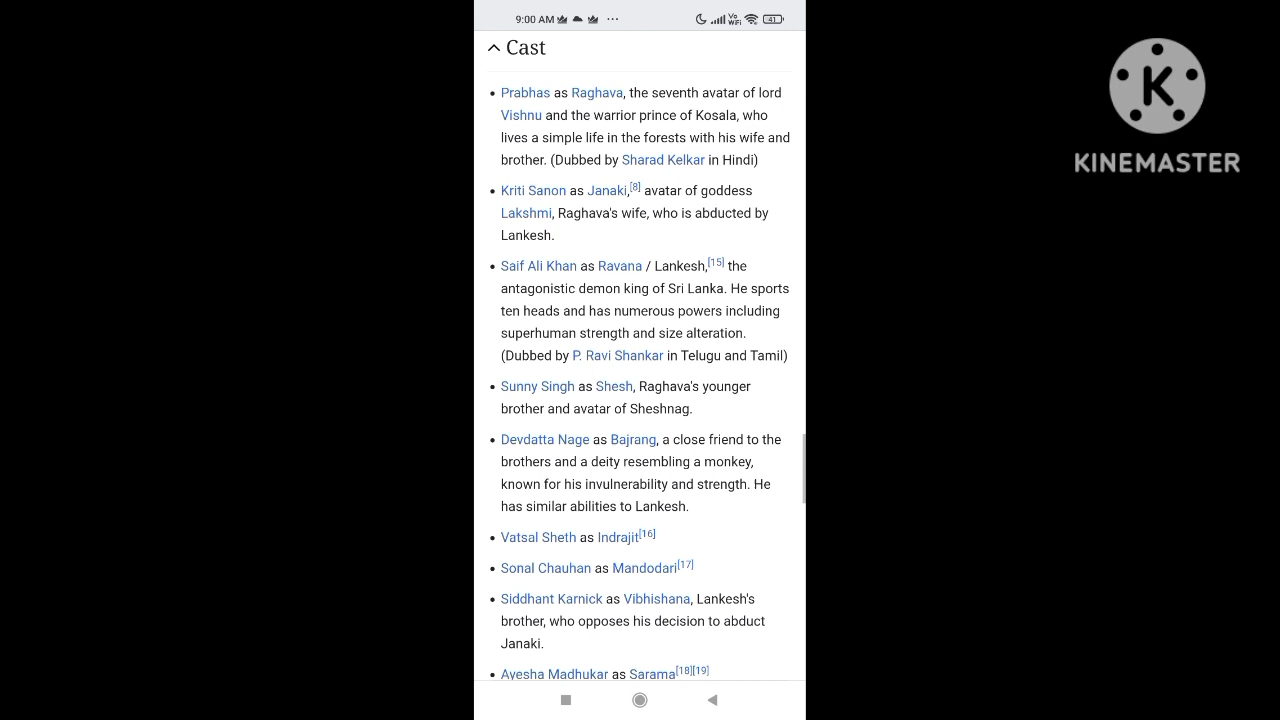 9:00 AM ...
Vo
WiFi
41
Cast
K
KINEMASTER
• Prabhas as Raghava, the seventh avatar of lord
Vishnu and the warrior prince of Kosala, who
lives a simple life in the forests with his wife and
brother. (Dubbed by Sharad Kelkar in Hindi)
• Kriti Sanon as Janaki,[8] avatar of goddess
Lakshmi, Raghava's wife, who is abducted by
Lankesh.
• Saif Ali Khan as Ravana / Lankesh,[15] the
antagonistic demon king of Sri Lanka. He sports
ten heads and has numerous powers including
superhuman strength and size alteration.
(Dubbed by P. Ravi Shankar in Telugu and Tamil)
• Sunny Singh as Shesh, Raghava's younger
brother and avatar of Sheshnag.
• Devdatta Nage as Bajrang, a close friend to the
brothers and a deity resembling a monkey,
known for his invulnerability and strength. He
has similar abilities to Lankesh.
• Vatsal Sheth as Indrajit[16]
• Sonal Chauhan as Mandodari[17]
• Siddhant Karnick as Vibhishana, Lankesh's
brother, who opposes his decision to abduct
Janaki.
• Ayesha Madhukar as Sarama[18][19]